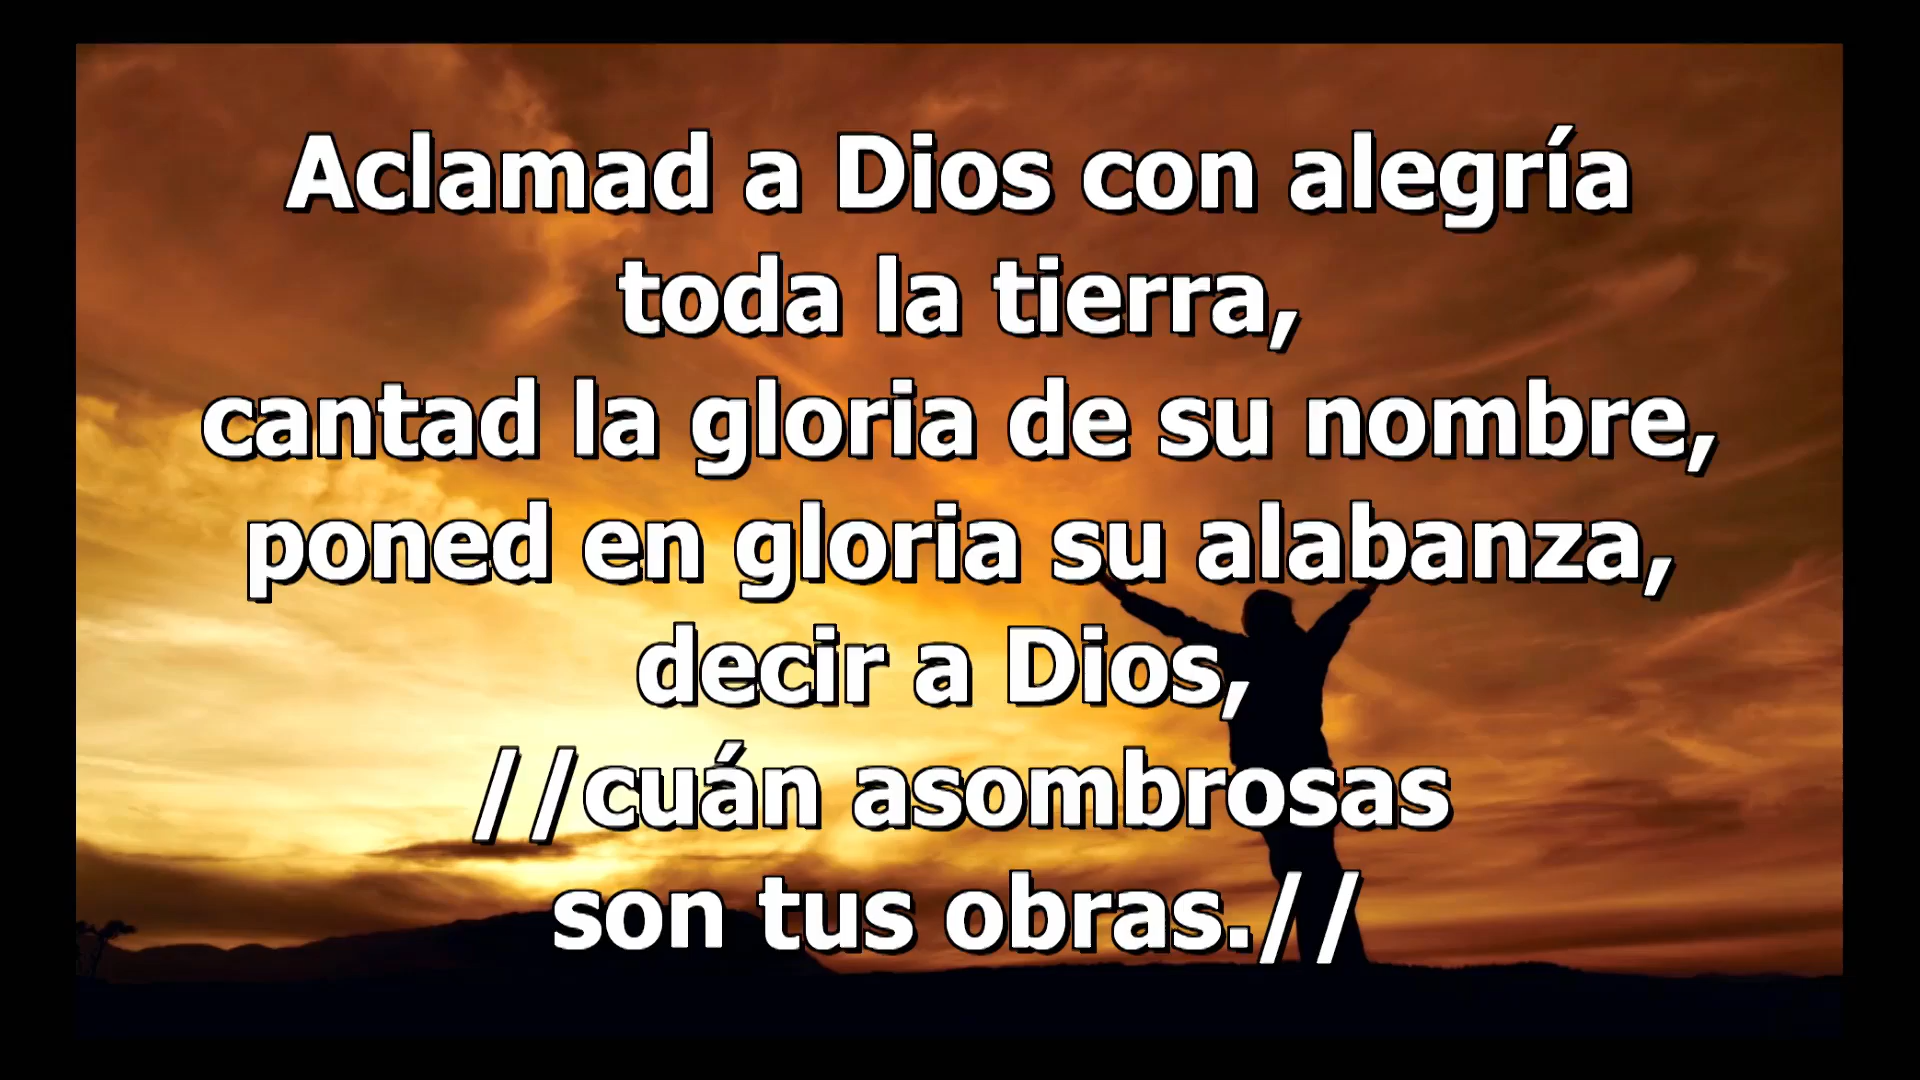 Aclamad a Dios con alegría
toda la tierra,
cantad la gloria de su nombre,
poned en gloria su alabanza,
decir a Dios,
//cuán asombrosas
son tus obras.//